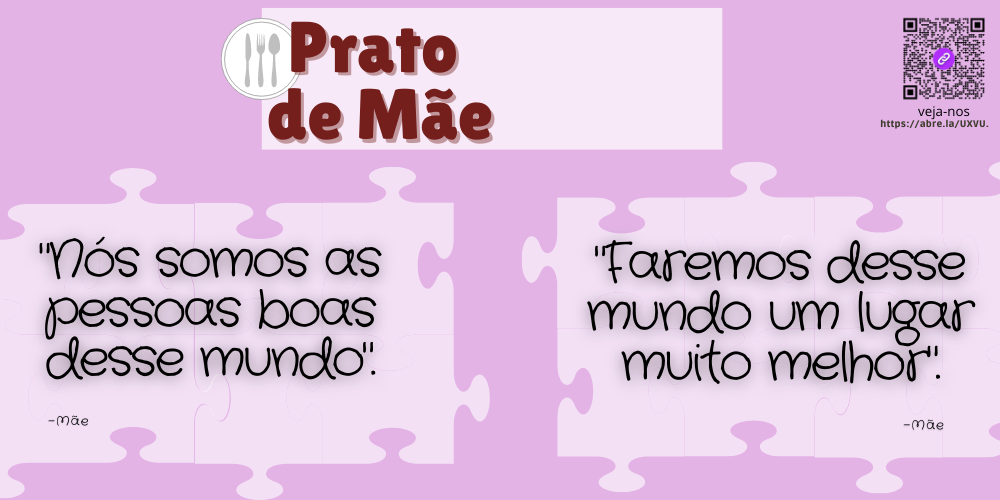 Prato
de Mãe
veja-nos
https://abre.la/UXVU.
"Nós somos as
pessoas boas
desse mundo".
-Mãe
"Faremos desse
mundo um lugar
muito melhor".
-Mãe